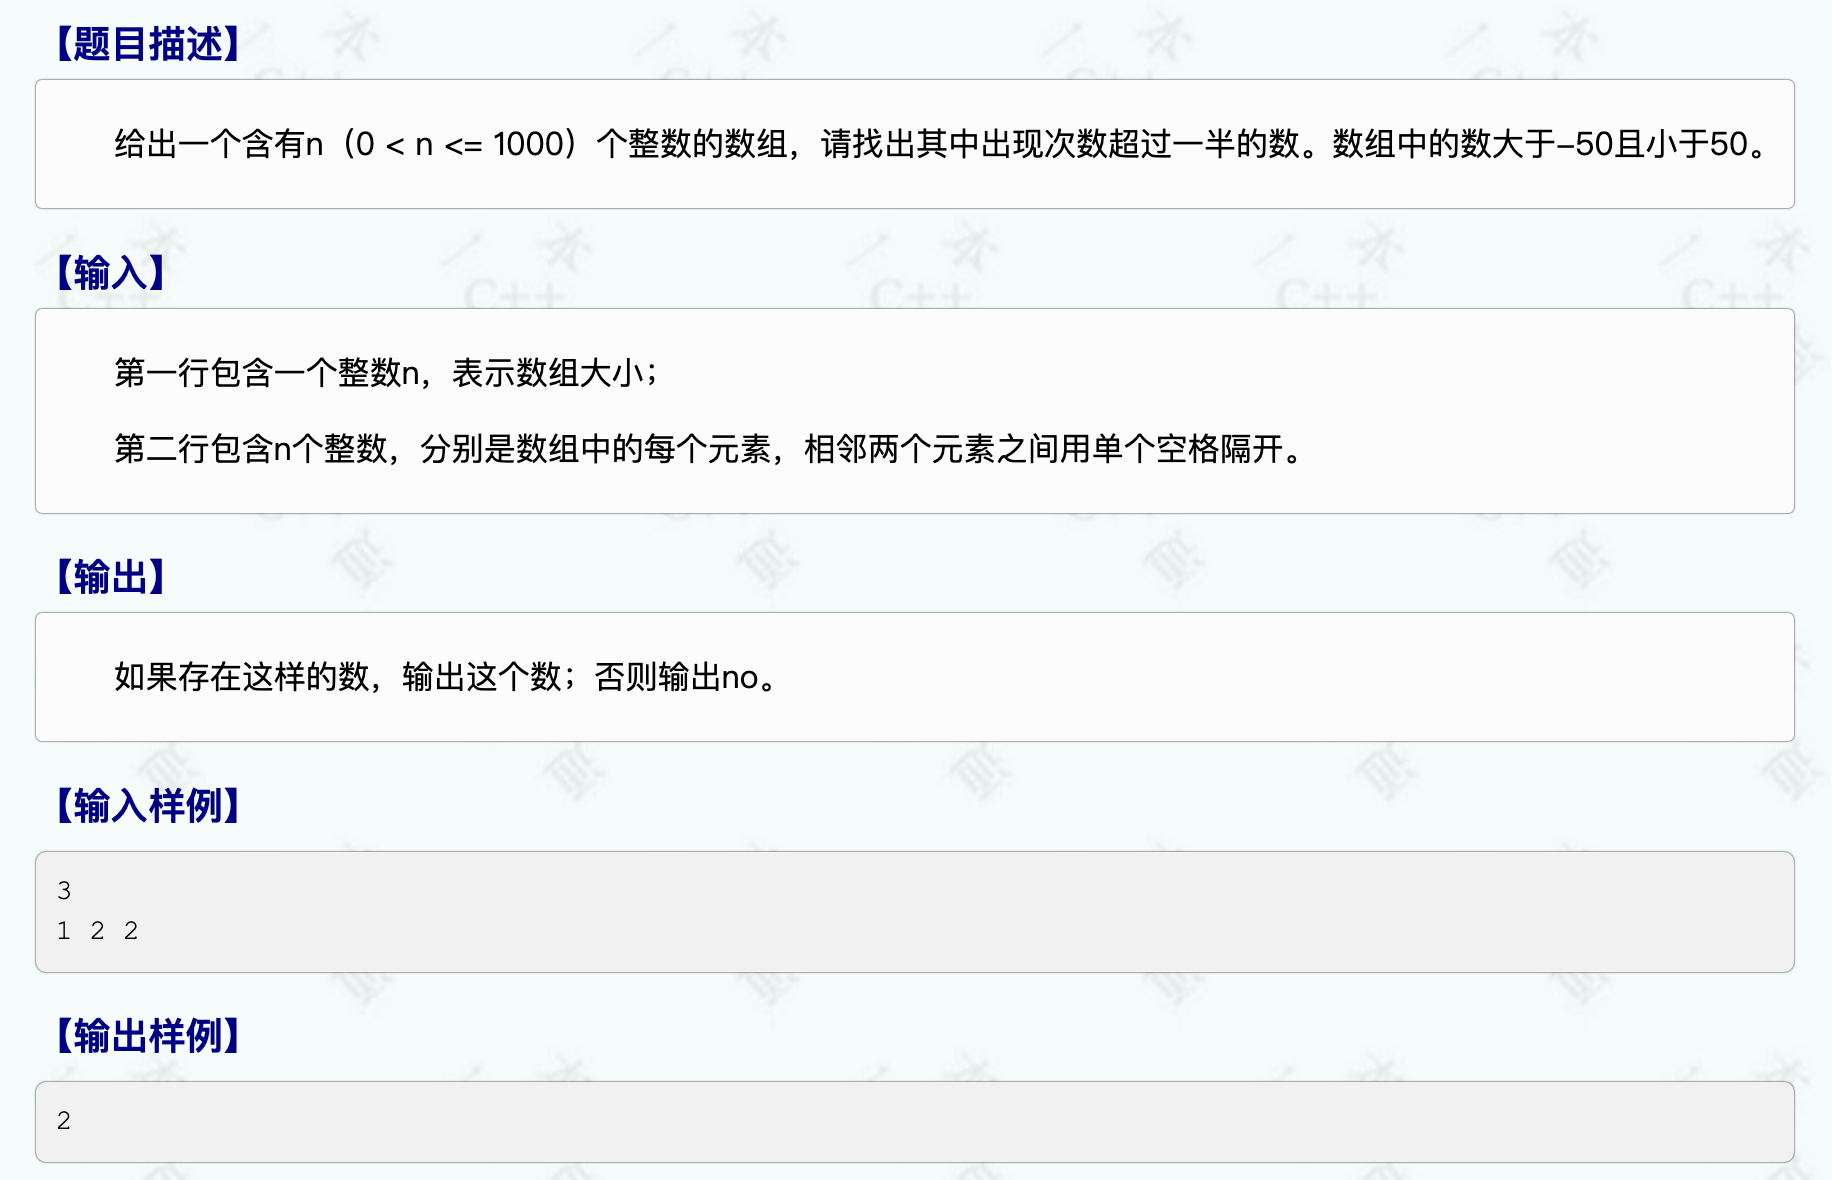 【题目描述】
给出一个含有n（0 < n <= 1000）个整数的数组，请找出其中出现次数超过一半的数。数组中的数大于-50且小于50。
【输入】
第一行包含一个整数n，表示数组大小；
第二行包含n个整数，分别是数组中的每个元素，相邻两个元素之间用单个空格隔开。
【输出】
如果存在这样的数，输出这个数；否则输出no。
【输入样例】
3
1 2 2
【输出样例】
2